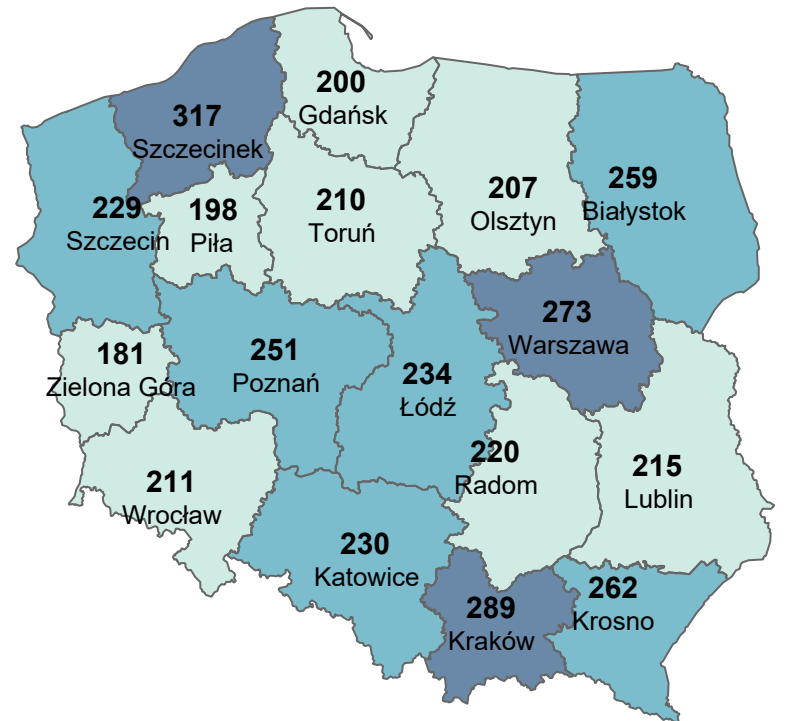 200
Gdańsk
317
Szczecinek
259
Białystok
207
Olsztyn
210
Toruń
198
Piła
229
Szczecin
273
Warszawa
181
Zielona Góra
251
Poznań
234
Łódź
220
Radom
215
Lublin
211
Wrocław
230
Katowice
262
Krosno
289
Kraków